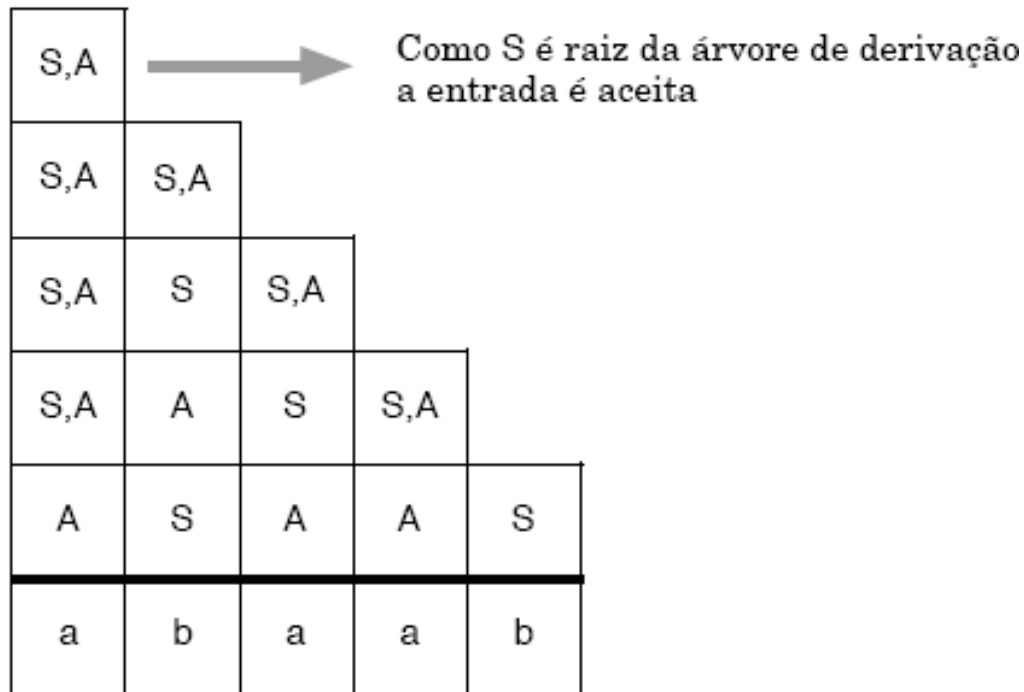 S,A
Como S é raiz da árvore de derivação
a entrada é aceita
S,A S,A
S,A S S,A
S,A A S S,A
A S A A S
a b a a b